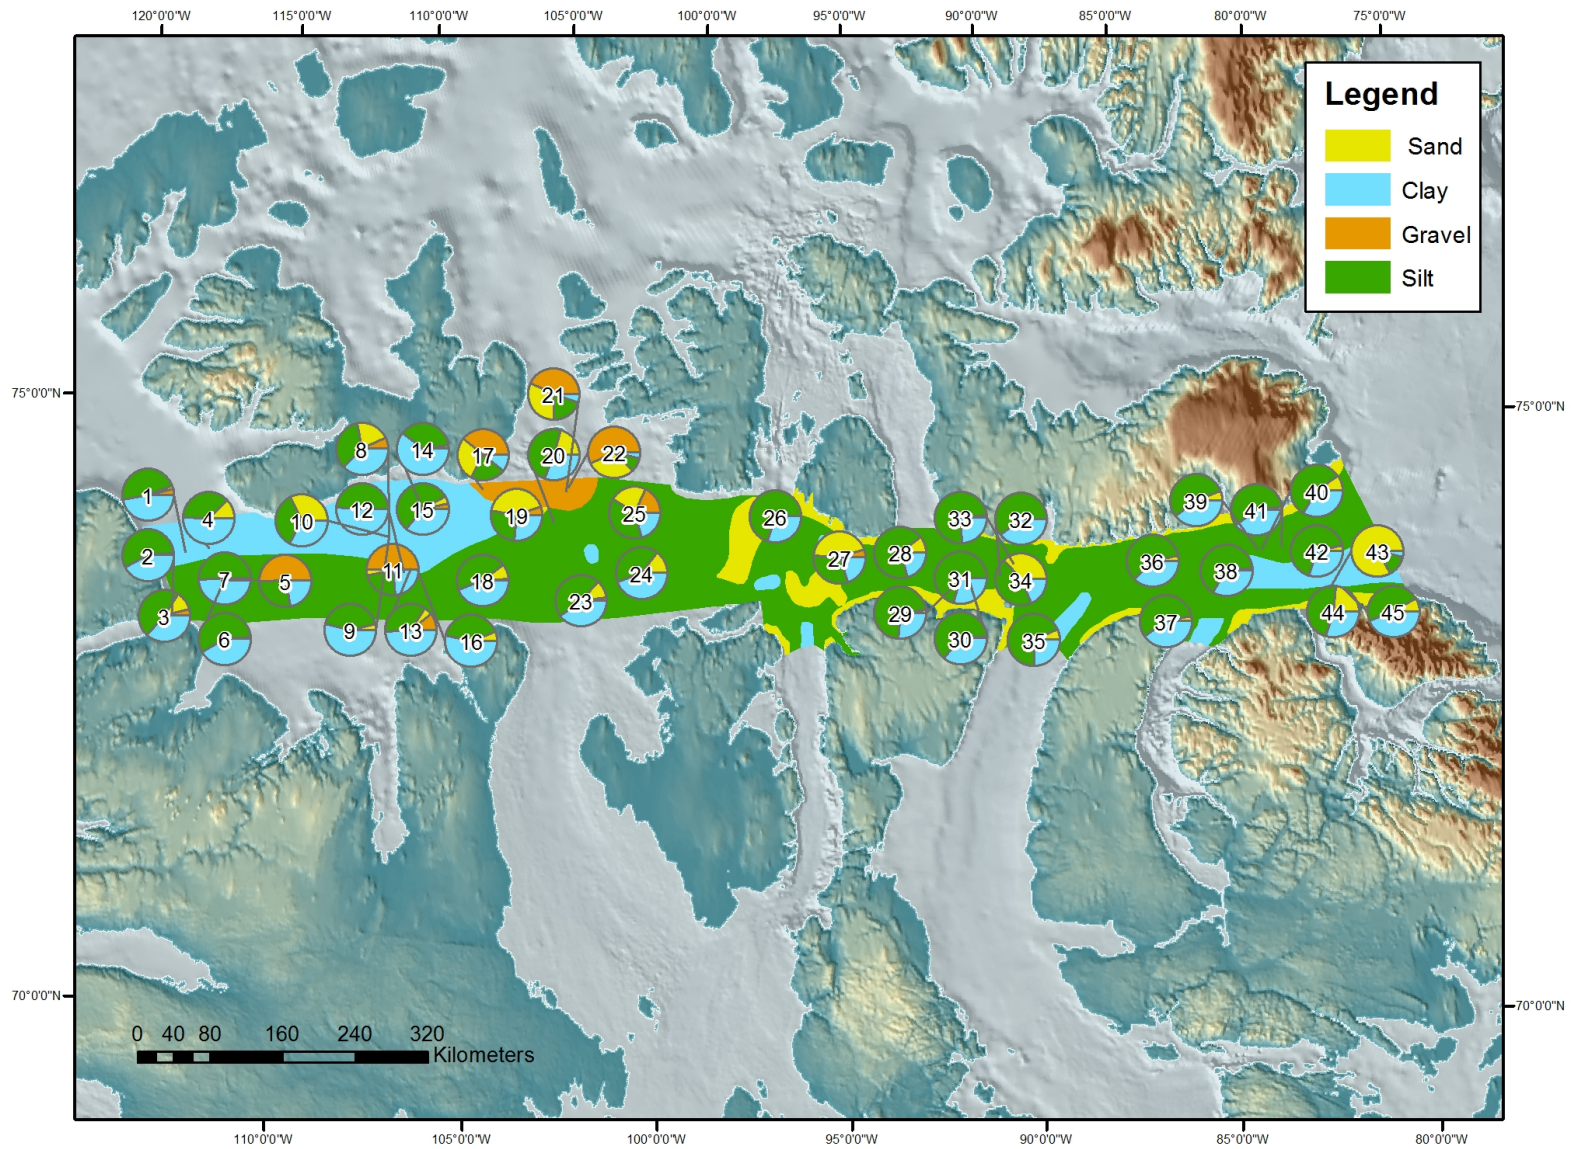 120°0'0"W 115°0'0"W 110°0'0"W 105°0'0"W 100°0'0"W 95°0'0"W 90°0'0"W 85°0'0"W 80°0'0"W 75°0'0"W
Legend
Sand
Clay
Gravel
Silt
75°0'0"N 75°0'0"N
21
8 14 17 20 22
1 4 10 12 15 19 25 26 33 32 39 41 40
2 7 5 11 18 24 27 28 31 34 36 38 42 43
3 6 9 13 16 23 29 30 35 37 44 45
70°0'0"N 70°0'0"N
0 40 80 160 240 320
Kilometers
110°0'0"W 105°0'0"W 100°0'0"W 95°0'0"W 90°0'0"W 85°0'0"W 80°0'0"W